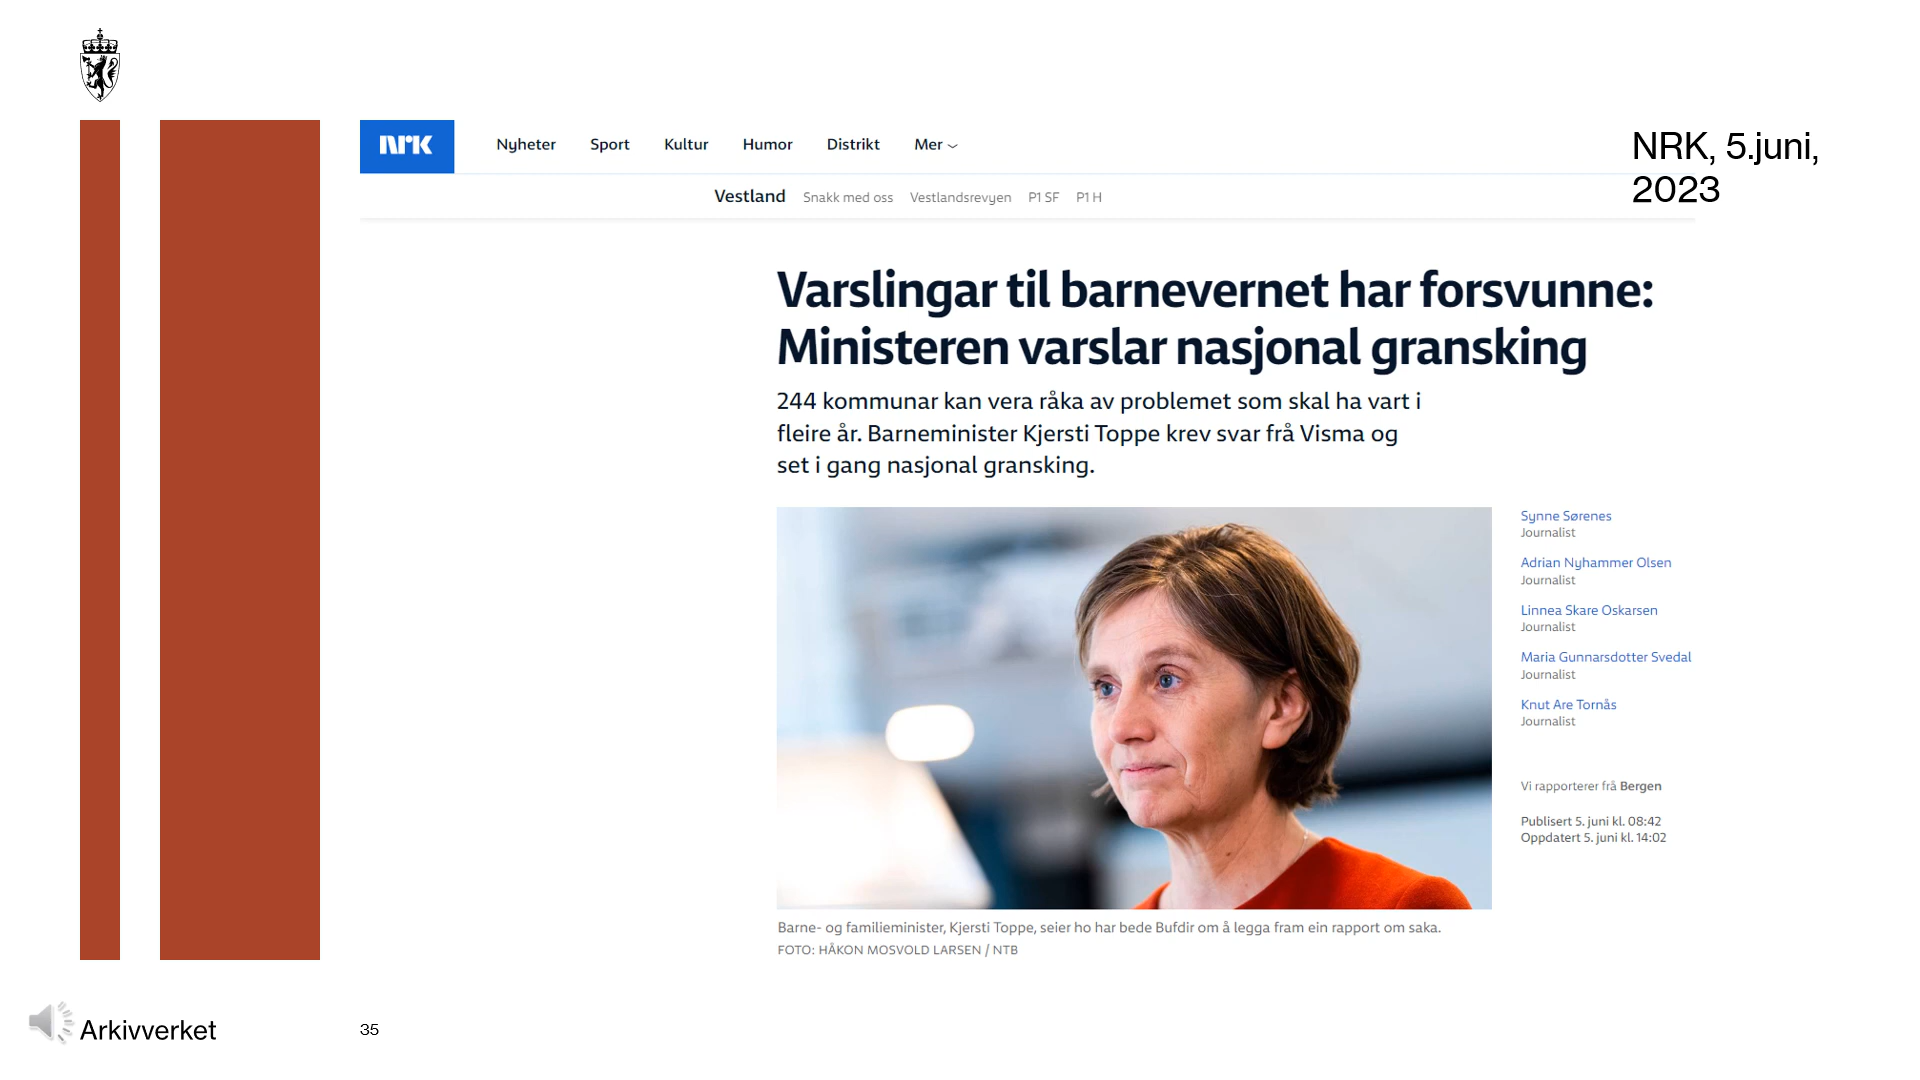 nrk
Nyheter Sport Kultur Humor Distrikt Mer
NRK, 5.juni,
2023
Vestland Snakk med oss Vestlandsrevyen P1 SF P1 H
Varslingar til barnevernet har forsvunne:
Ministeren varslar nasjonal gransking
244 kommunar kan vera råka av problemet som skal ha vart i
fleire år. Barneminister Kjersti Toppe krev svar frå Visma og
set i gang nasjonal gransking.
Synne Sørenes
Journalist
Adrian Nyhammer Olsen
Journalist
Linnea Skare Oskarsen
Journalist
Maria Gunnarsdotter Svedal
Journalist
Knut Are Tornås
Journalist
Vi rapporterer frå Bergen
Publisert 5. juni kl. 08:42
Oppdatert 5. juni kl. 14:02
Barne- og familieminister, Kjersti Toppe, seier ho har bede Bufdir om å legga fram ein rapport om saka.
FOTO: HÅKON MOSVOLD LARSEN / NTB
Arkivverket
35